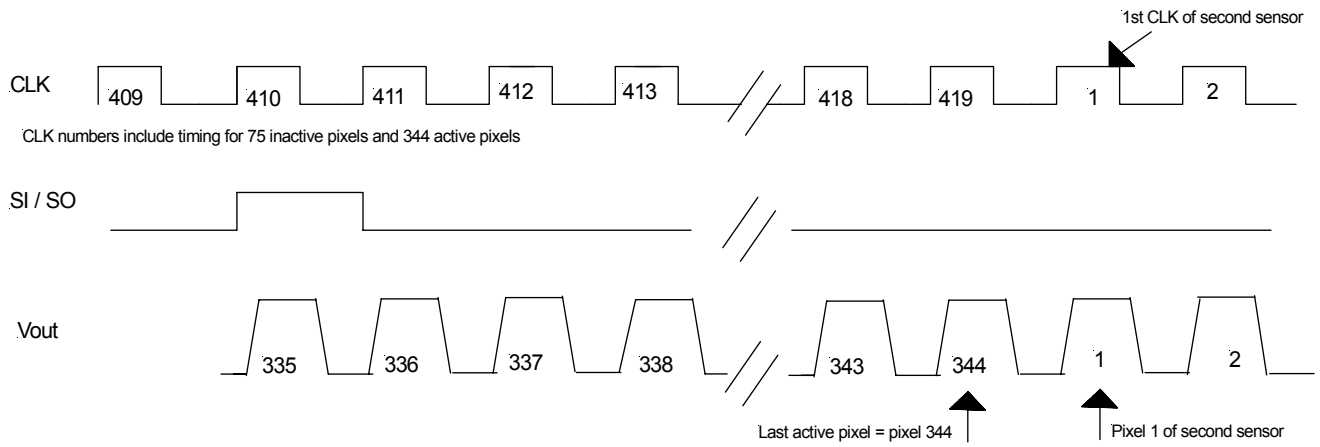 1st CLK of second sensor
CLK 409 410 411 412 413 418 419 1 2
CLK numbers include timing for 75 inactive pixels and 344 active pixels
SI / SO
Vout 335 336 337 338 343 344 1 2
Last active pixel = pixel 344 Pixel 1 of second sensor